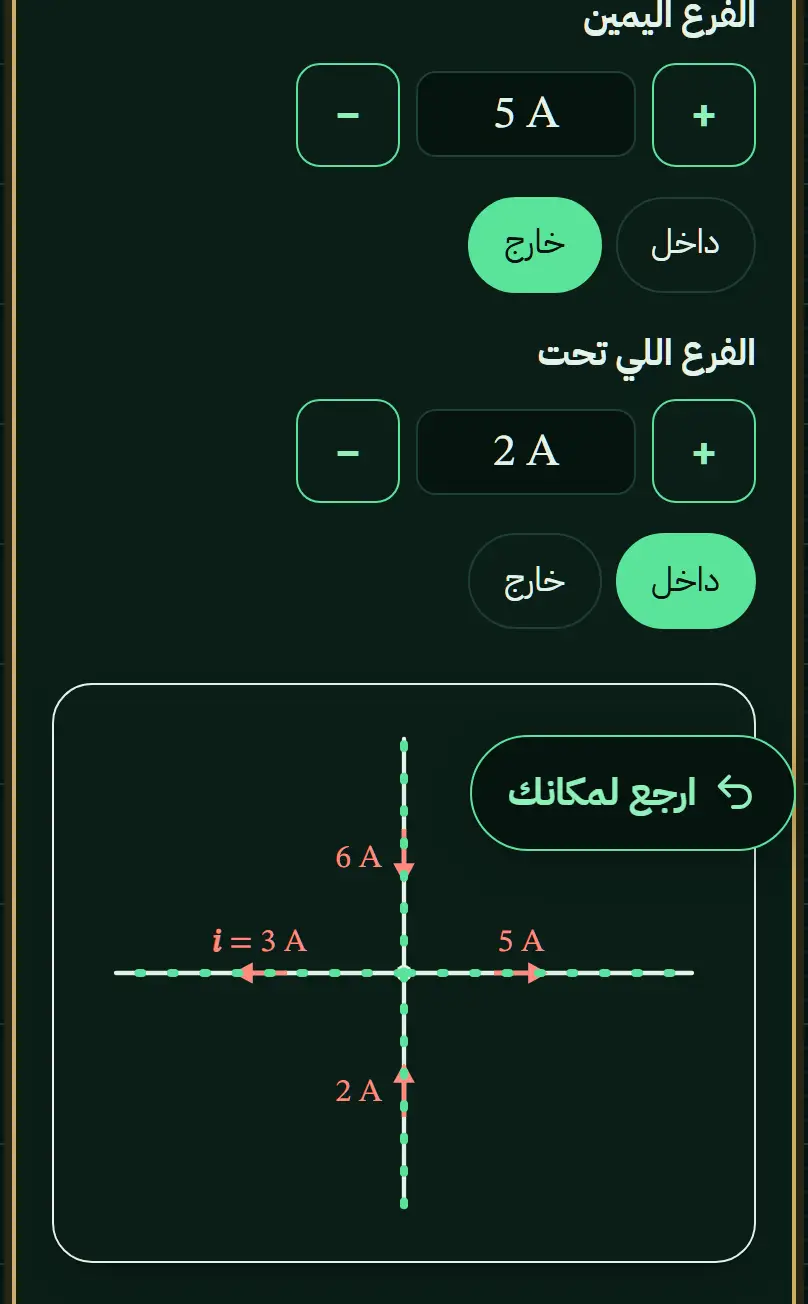 الفرع اليمين
+ 5 A −
داخل خارج
الفرع اللي تحت
+ 2 A −
داخل خارج
ارجع لمكانك
6 A
i = 3 A
5 A
2 A